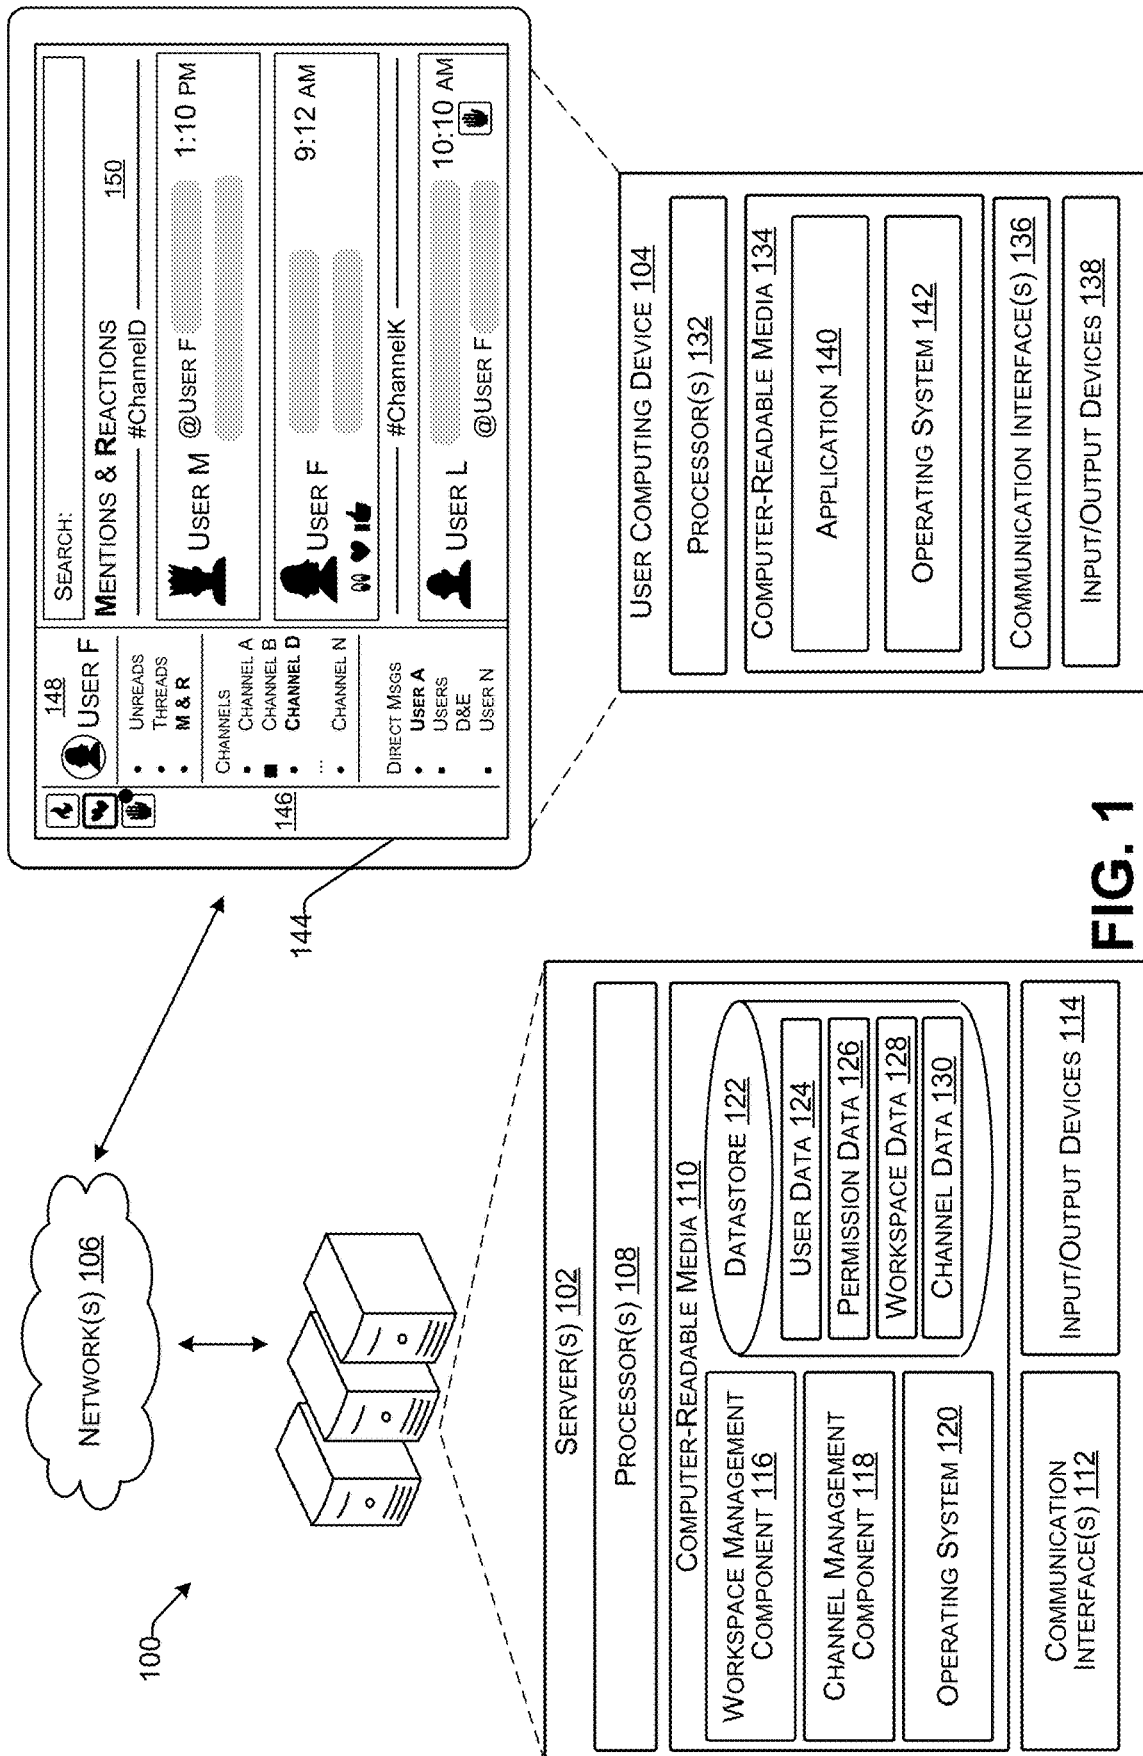 100
NETWORK(S) 106
144
SERVER(S) 102
PROCESSOR(S) 108
COMPUTER-READABLE MEDIA 110
WORKSPACE MANAGEMENT
COMPONENT 116
CHANNEL MANAGEMENT
COMPONENT 118
OPERATING SYSTEM 120
DATASTORE 122
USER DATA 124
PERMISSION DATA 126
WORKSPACE DATA 128
CHANNEL DATA 130
COMMUNICATION
INTERFACE(S) 112
INPUT/OUTPUT DEVICES 114
146
148
USER F
UNREADS
THREADS
M & R
CHANNELS
CHANNEL A
CHANNEL B
CHANNEL D
...
CHANNEL N
DIRECT MSGS
USER A
USERS
D&E
USER N
SEARCH:
MENTIONS & REACTIONS
150
#ChannelD
USER M @USER F 1:10 PM
USER F 9:12 AM
#ChannelK
USER L 10:10 AM
@USER F
USER COMPUTING DEVICE 104
PROCESSOR(S) 132
COMPUTER-READABLE MEDIA 134
APPLICATION 140
OPERATING SYSTEM 142
COMMUNICATION INTERFACE(S) 136
INPUT/OUTPUT DEVICES 138
FIG. 1